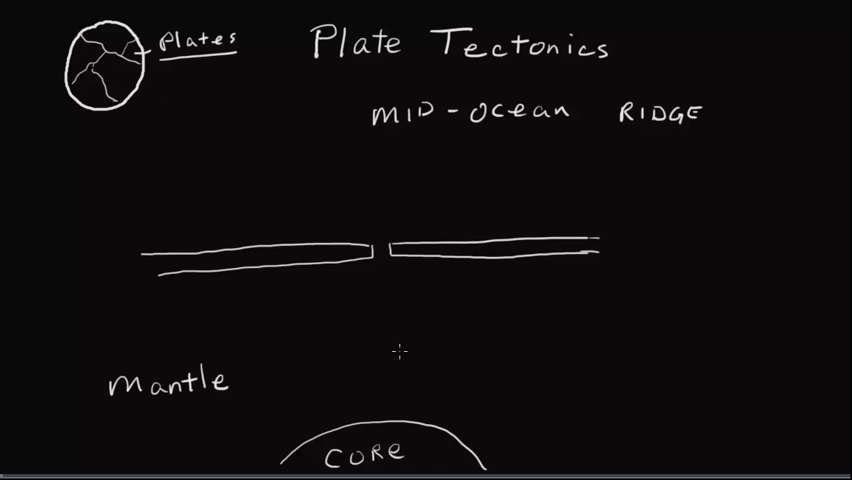 Plates
Plate Tectonics
MID-Ocean RIDGE
Mantle
CORE